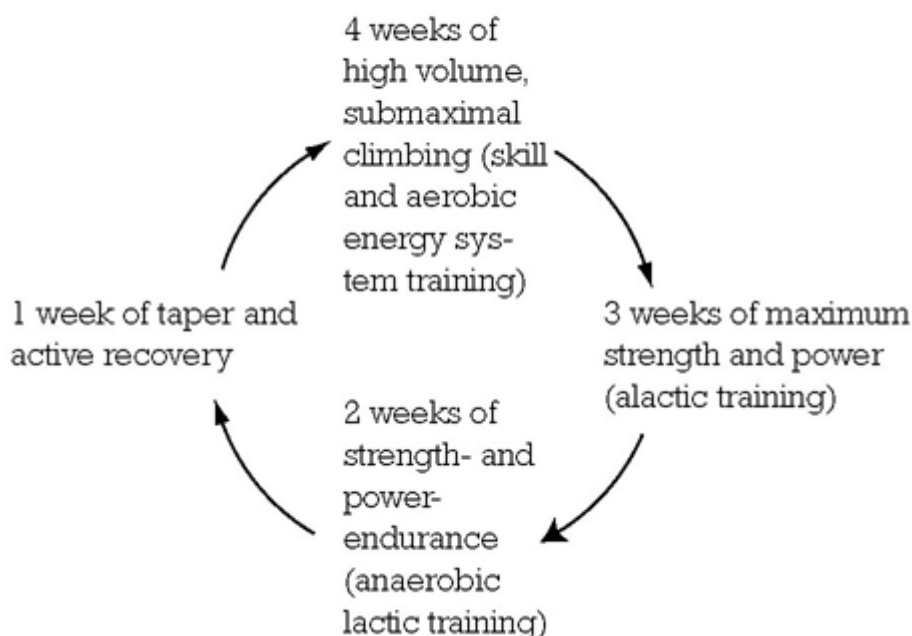 4 weeks of
high volume,
submaximal
climbing (skill
and aerobic
energy sys-
tem training)
3 weeks of maximum
strength and power
(alactic training)
2 weeks of
strength- and
power-
endurance
(anaerobic
lactic training)
1 week of taper and
active recovery